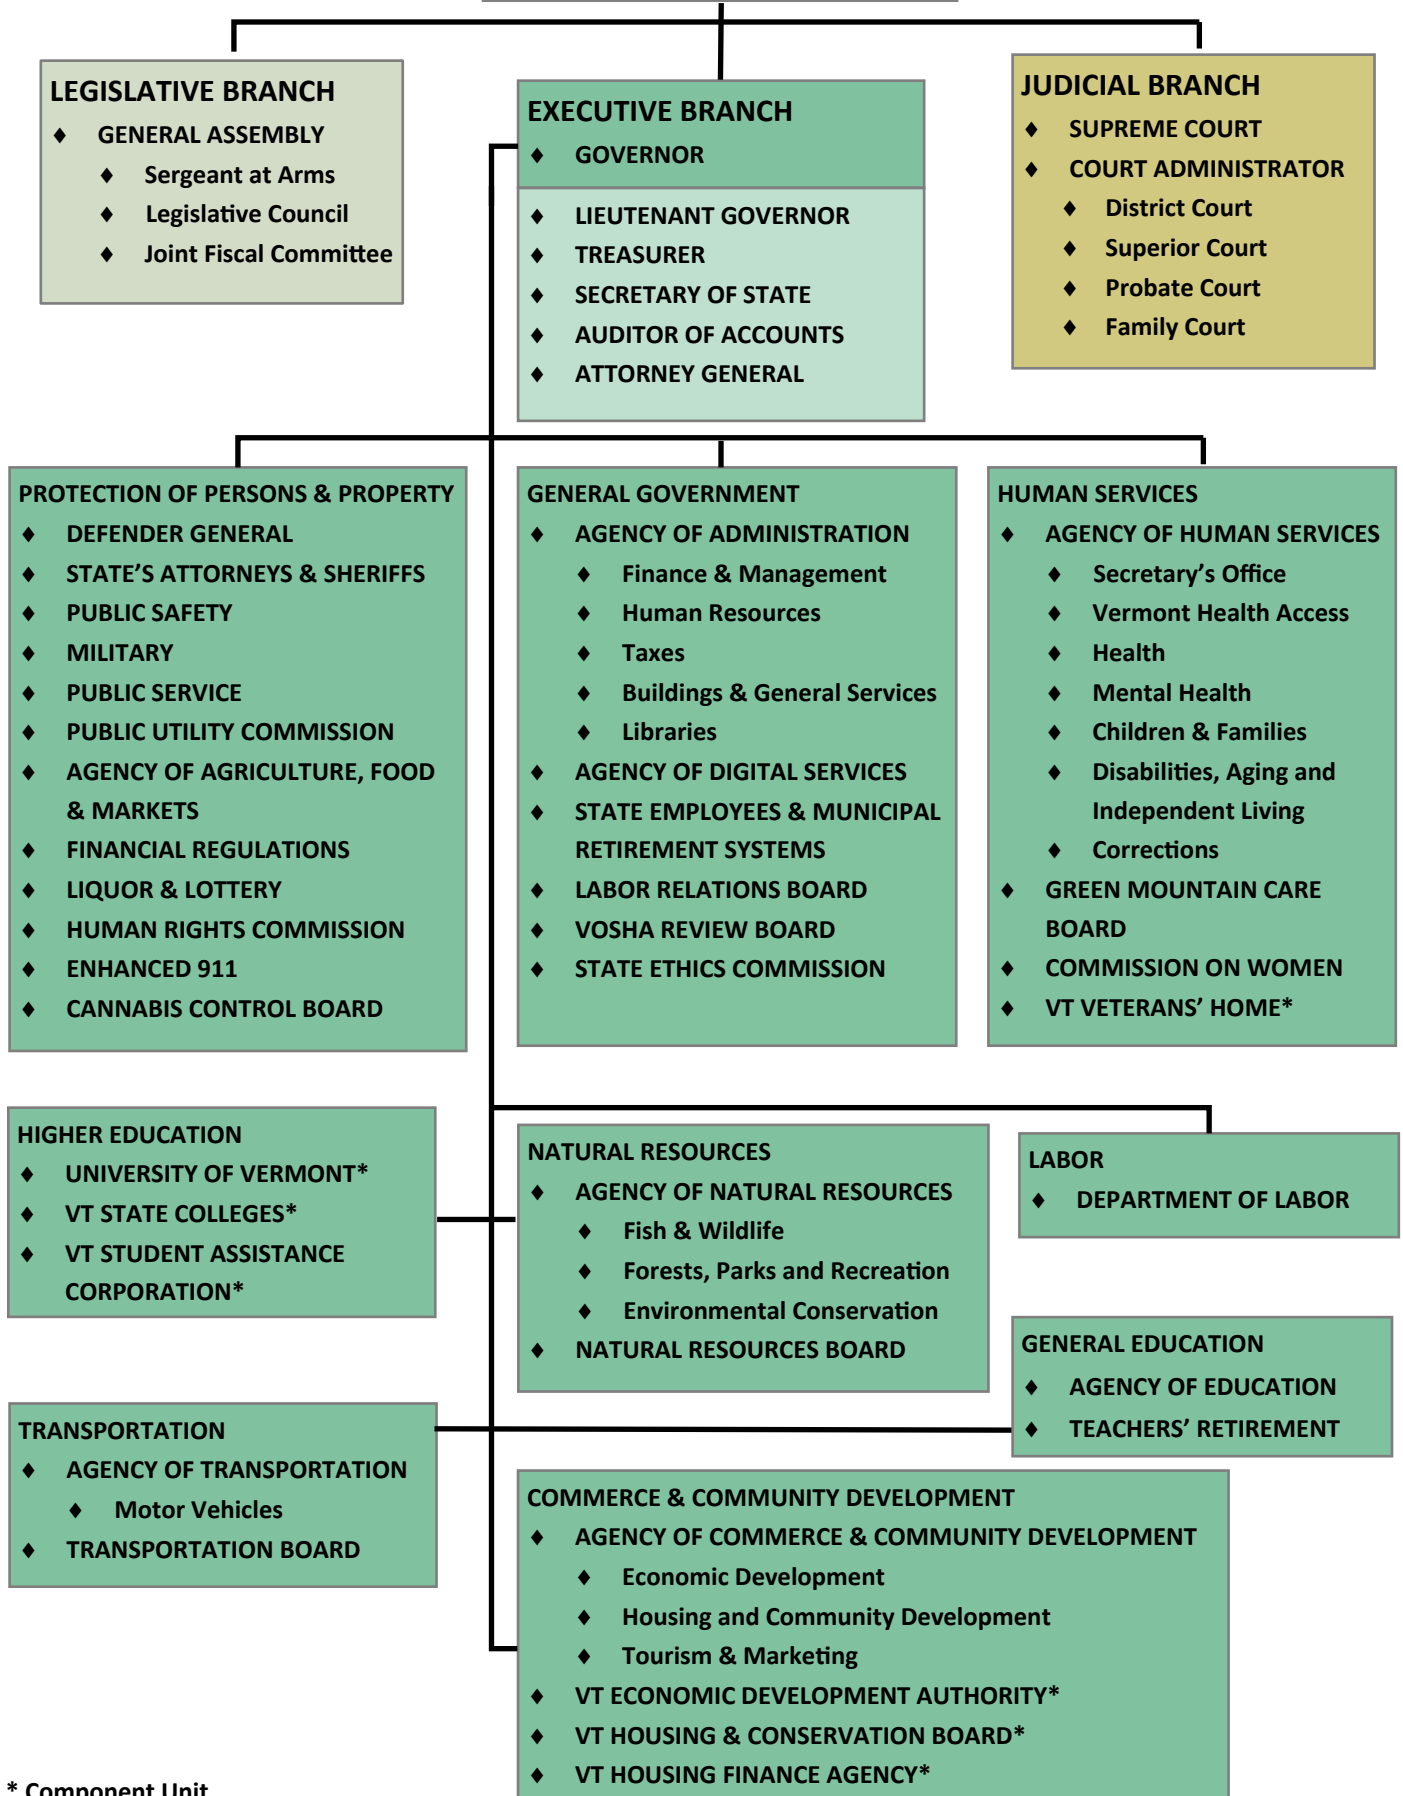 LEGISLATIVE BRANCH
♦ GENERAL ASSEMBLY
♦ Sergeant at Arms
♦ Legislative Council
♦ Joint Fiscal Committee
EXECUTIVE BRANCH
♦ GOVERNOR
♦ LIEUTENANT GOVERNOR
♦ TREASURER
♦ SECRETARY OF STATE
♦ AUDITOR OF ACCOUNTS
♦ ATTORNEY GENERAL
JUDICIAL BRANCH
♦ SUPREME COURT
♦ COURT ADMINISTRATOR
♦ District Court
♦ Superior Court
♦ Probate Court
♦ Family Court
PROTECTION OF PERSONS & PROPERTY
♦ DEFENDER GENERAL
♦ STATE’S ATTORNEYS & SHERIFFS
♦ PUBLIC SAFETY
♦ MILITARY
♦ PUBLIC SERVICE
♦ PUBLIC UTILITY COMMISSION
♦ AGENCY OF AGRICULTURE, FOOD
& MARKETS
♦ FINANCIAL REGULATIONS
♦ LIQUOR & LOTTERY
♦ HUMAN RIGHTS COMMISSION
♦ ENHANCED 911
♦ CANNABIS CONTROL BOARD
GENERAL GOVERNMENT
♦ AGENCY OF ADMINISTRATION
♦ Finance & Management
♦ Human Resources
♦ Taxes
♦ Buildings & General Services
♦ Libraries
♦ AGENCY OF DIGITAL SERVICES
♦ STATE EMPLOYEES & MUNICIPAL
RETIREMENT SYSTEMS
♦ LABOR RELATIONS BOARD
♦ VOSHA REVIEW BOARD
♦ STATE ETHICS COMMISSION
HUMAN SERVICES
♦ AGENCY OF HUMAN SERVICES
♦ Secretary’s Office
♦ Vermont Health Access
♦ Health
♦ Mental Health
♦ Children & Families
♦ Disabilities, Aging and
Independent Living
♦ Corrections
♦ GREEN MOUNTAIN CARE
BOARD
♦ COMMISSION ON WOMEN
♦ VT VETERANS’ HOME*
HIGHER EDUCATION
♦ UNIVERSITY OF VERMONT*
♦ VT STATE COLLEGES*
♦ VT STUDENT ASSISTANCE
CORPORATION*
NATURAL RESOURCES
♦ AGENCY OF NATURAL RESOURCES
♦ Fish & Wildlife
♦ Forests, Parks and Recreation
♦ Environmental Conservation
♦ NATURAL RESOURCES BOARD
LABOR
♦ DEPARTMENT OF LABOR
GENERAL EDUCATION
♦ AGENCY OF EDUCATION
♦ TEACHERS’ RETIREMENT
TRANSPORTATION
♦ AGENCY OF TRANSPORTATION
♦ Motor Vehicles
♦ TRANSPORTATION BOARD
COMMERCE & COMMUNITY DEVELOPMENT
♦ AGENCY OF COMMERCE & COMMUNITY DEVELOPMENT
♦ Economic Development
♦ Housing and Community Development
♦ Tourism & Marketing
♦ VT ECONOMIC DEVELOPMENT AUTHORITY*
♦ VT HOUSING & CONSERVATION BOARD*
♦ VT HOUSING FINANCE AGENCY*
* Component Unit